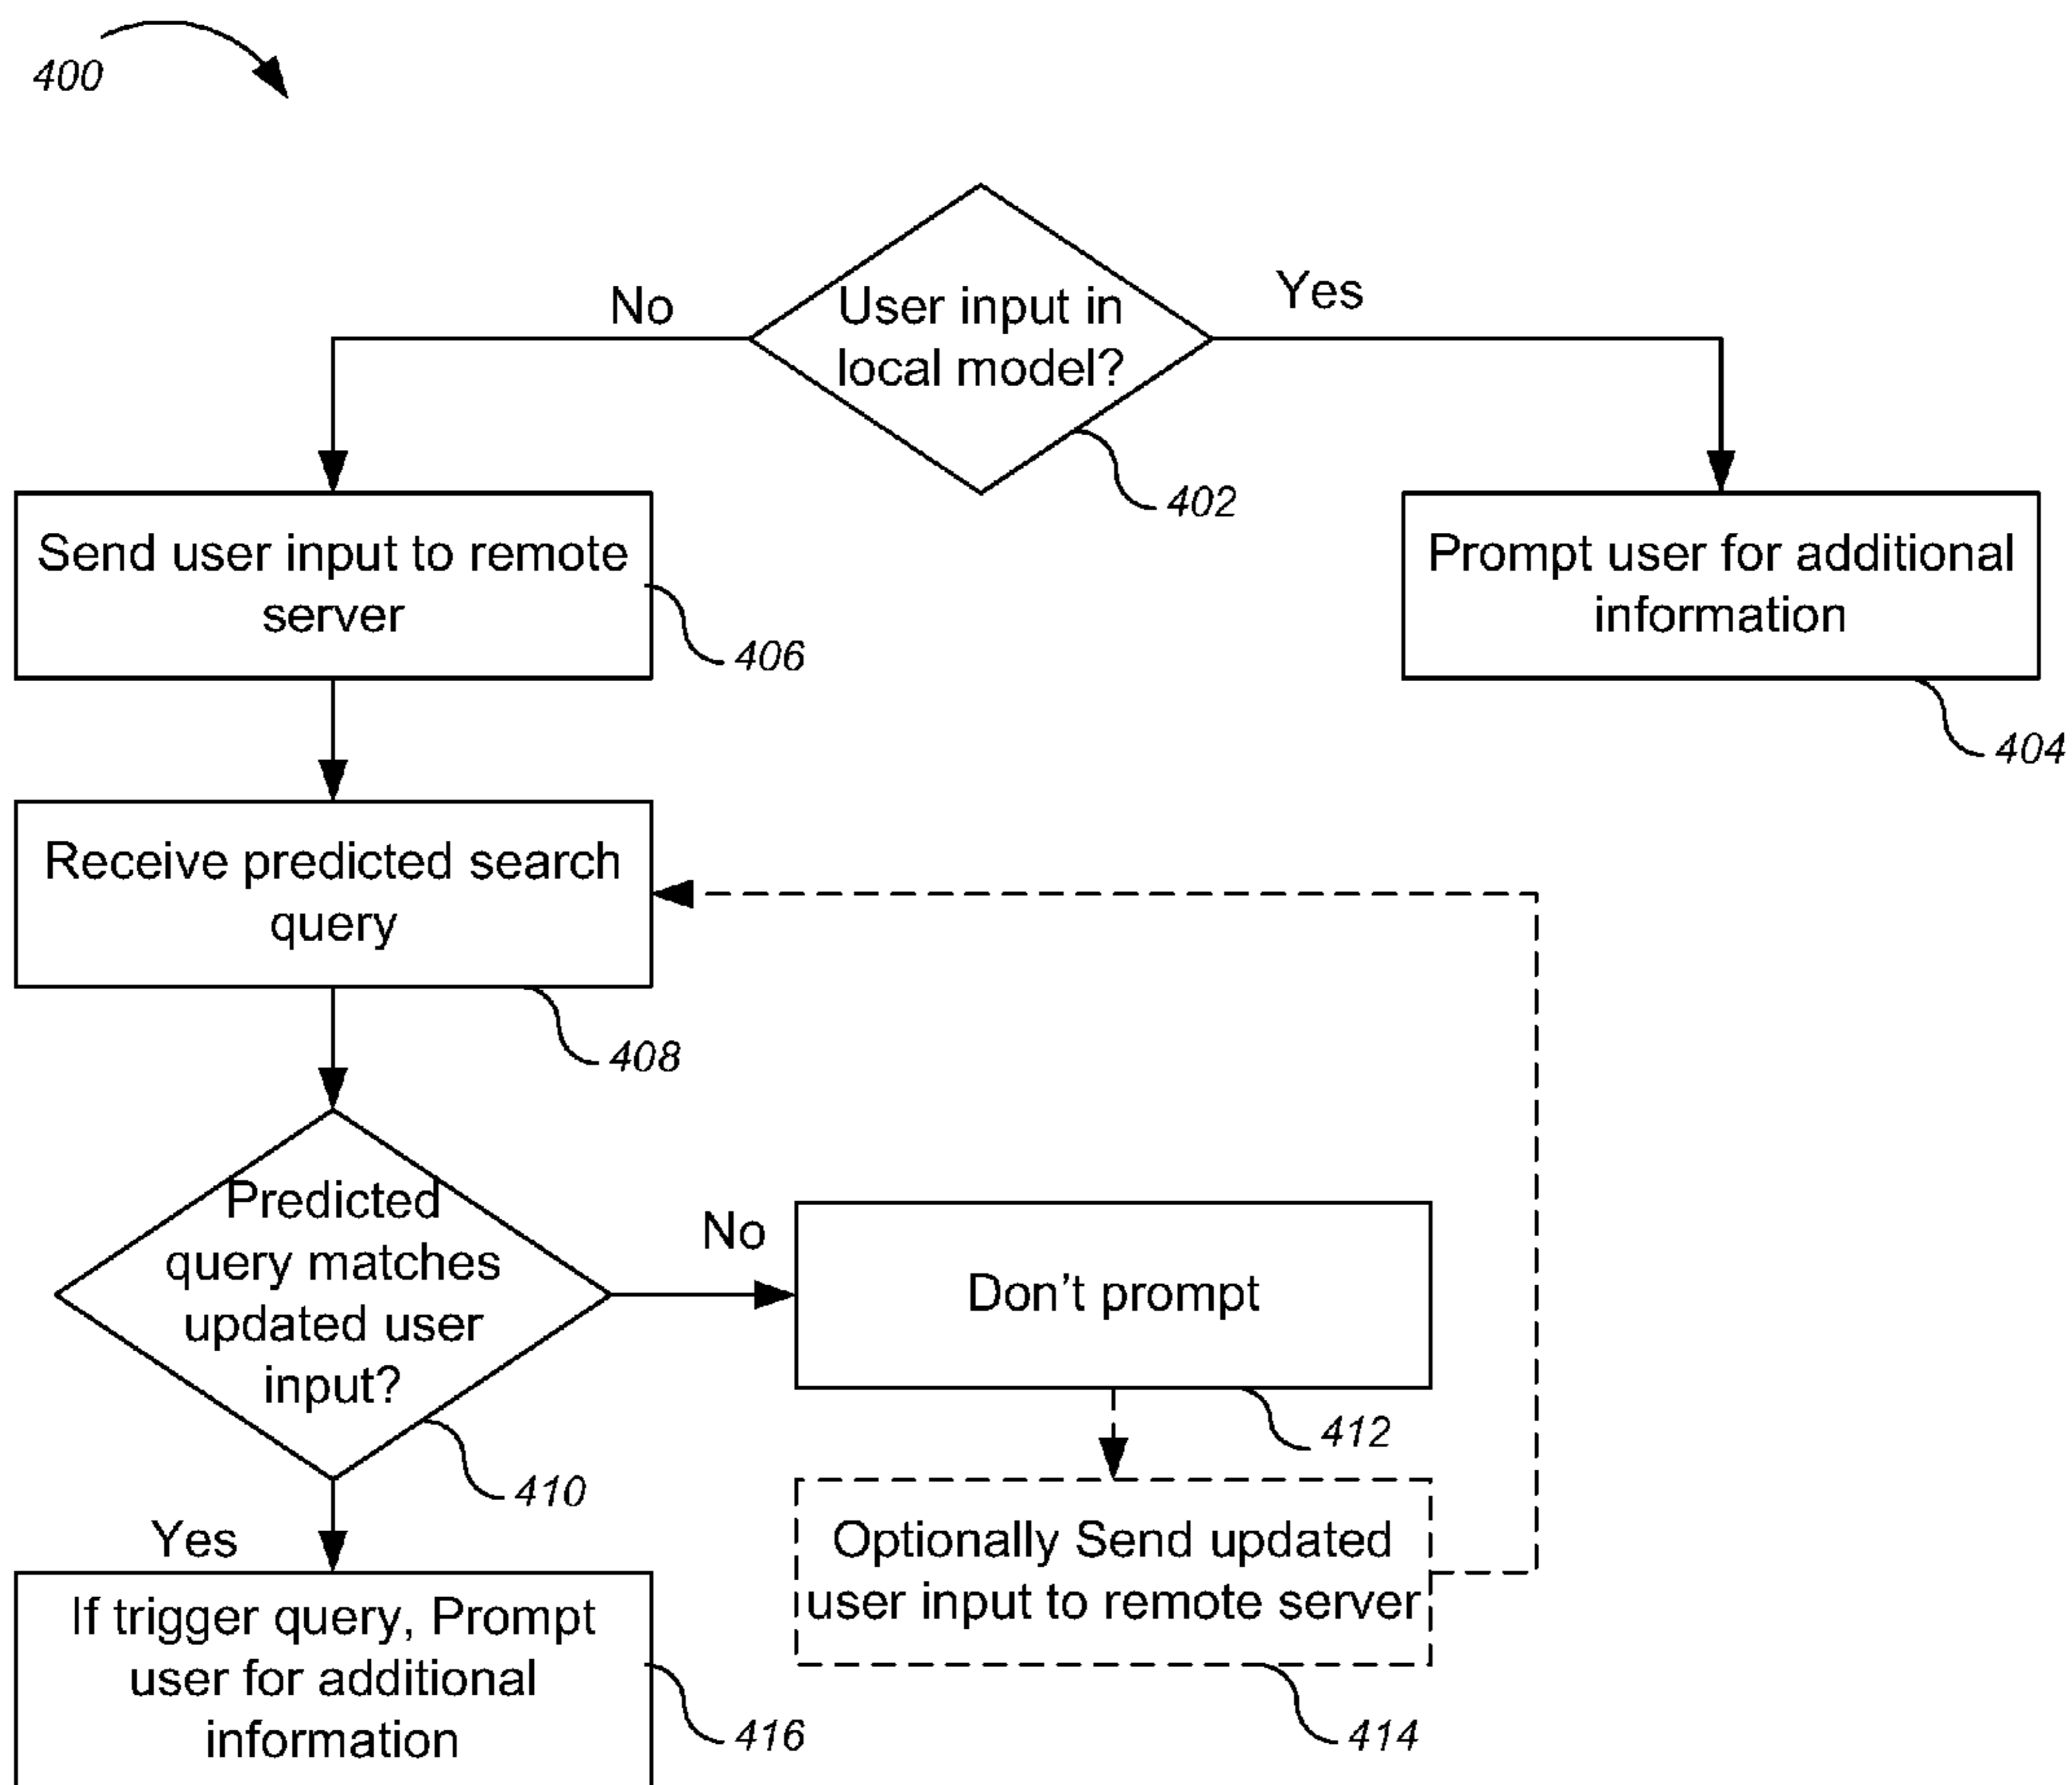 400
No
User input in
local model?
Yes
402
Send user input to remote
server
406
Prompt user for additional
information
404
Receive predicted search
query
408
Predicted
query matches
updated user
input?
410
No
Don't prompt
412
Optionally Send updated
user input to remote server
414
Yes
If trigger query, Prompt
user for additional
information
416